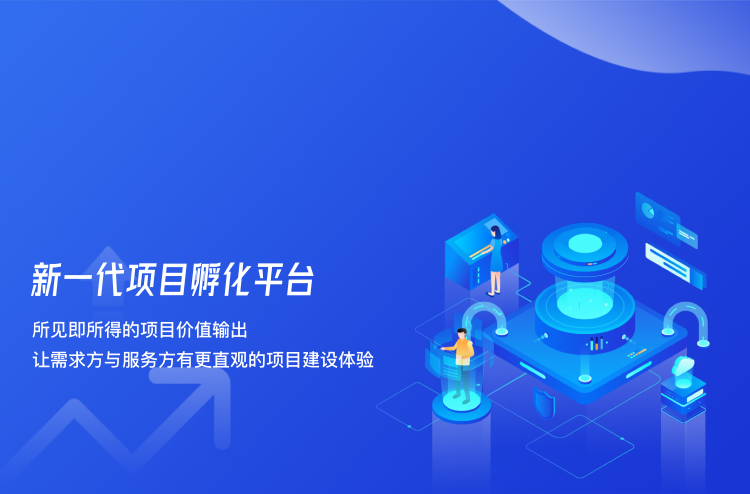 新一代项目孵化平台
所见即所得的项目价值输出
让需求方与服务方有更直观的项目建设体验